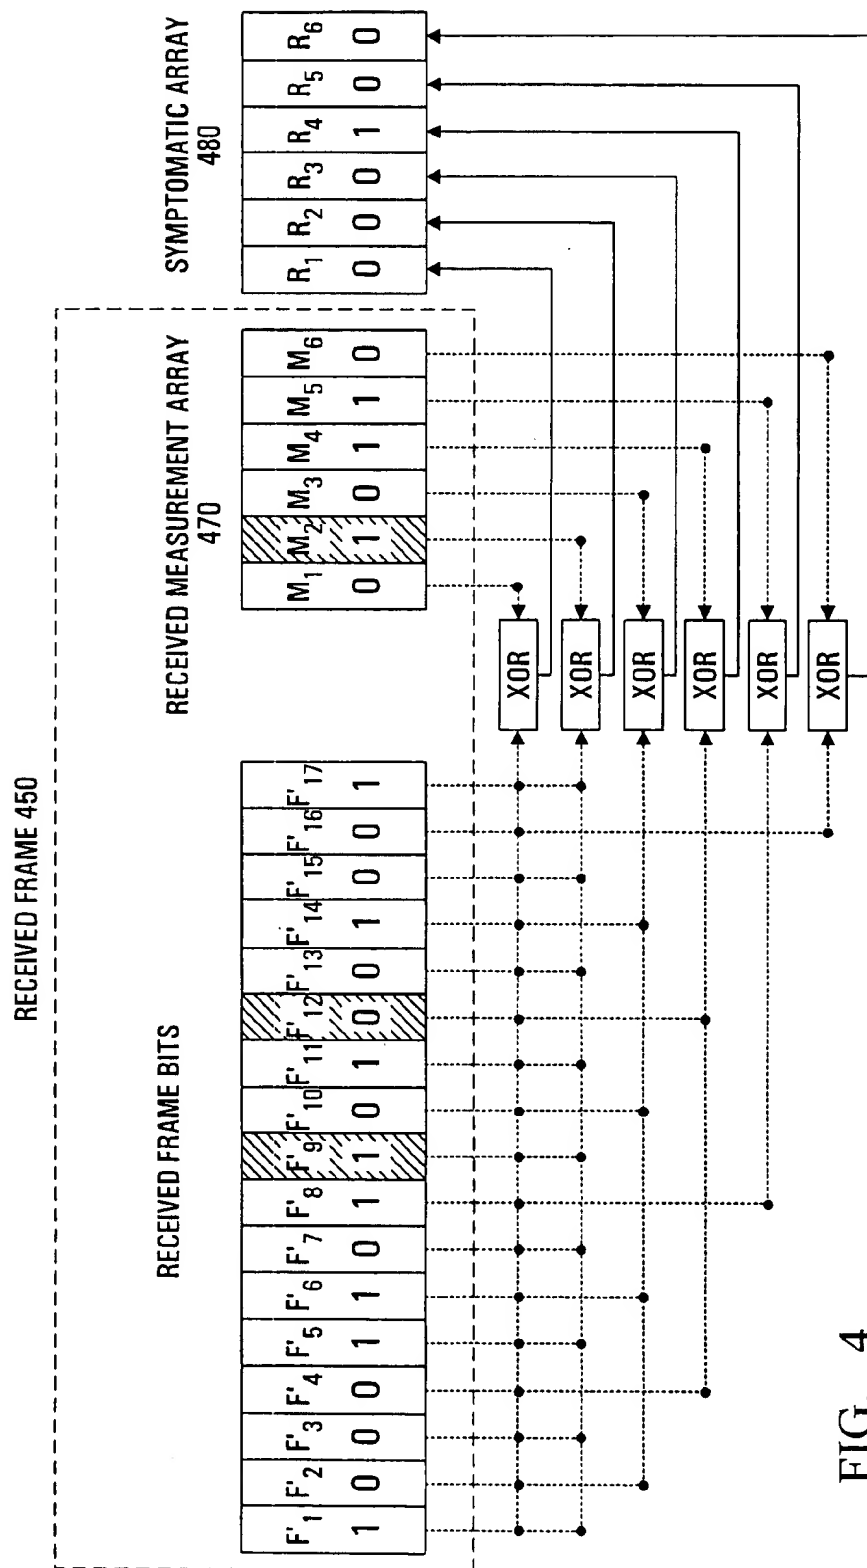 RECEIVED FRAME 450
RECEIVED FRAME BITS
RECEIVED MEASUREMENT ARRAY
470
SYMPTOMATIC ARRAY
480
F'1 F'2 F'3 F'4 F'5 F'6 F'7 F'8 F'9 F'10 F'11 F'12 F'13 F'14 F'15 F'16 F'17
1 0 0 0 1 1 0 1 1 0 1 0 0 1 0 0 1
M1 M2 M3 M4 M5 M6
0 1 0 1 1 0
R1 R2 R3 R4 R5 R6
0 0 0 1 0 0
XOR
XOR
XOR
XOR
XOR
XOR
FIG. 4